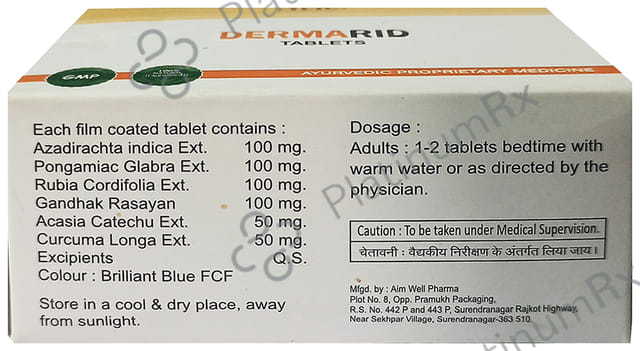 DERMARID
TABLETS
GMP
AYURVEDIC PROPRIETARY MEDICINE
Each film coated tablet contains :
Azadirachta indica Ext. 100 mg.
Pongamiac Glabra Ext. 100 mg.
Rubia Cordifolia Ext. 100 mg.
Gandhak Rasayan 100 mg.
Acasia Catechu Ext. 50 mg.
Curcuma Longa Ext. 50 mg.
Excipients Q.S.
Colour : Brilliant Blue FCF
Store in a cool & dry place, away
from sunlight.
Dosage :
Adults : 1-2 tablets bedtime with
warm water or as directed by the
physician.
Caution : To be taken under Medical Supervision.
चेतावनी : वैद्यकीय निरीक्षण के अंतर्गत लिया जाय।
Mfgd. by : Aim Well Pharma
Plot No. 8, Opp. Pramukh Packaging,
R.S. No. 442 P and 443 P, Surendranagar Rajkot Highway,
Near Sekhpar Village, Surendranagar-363 510.
PlatinumRx
PlatinumRx
PlatinumRx